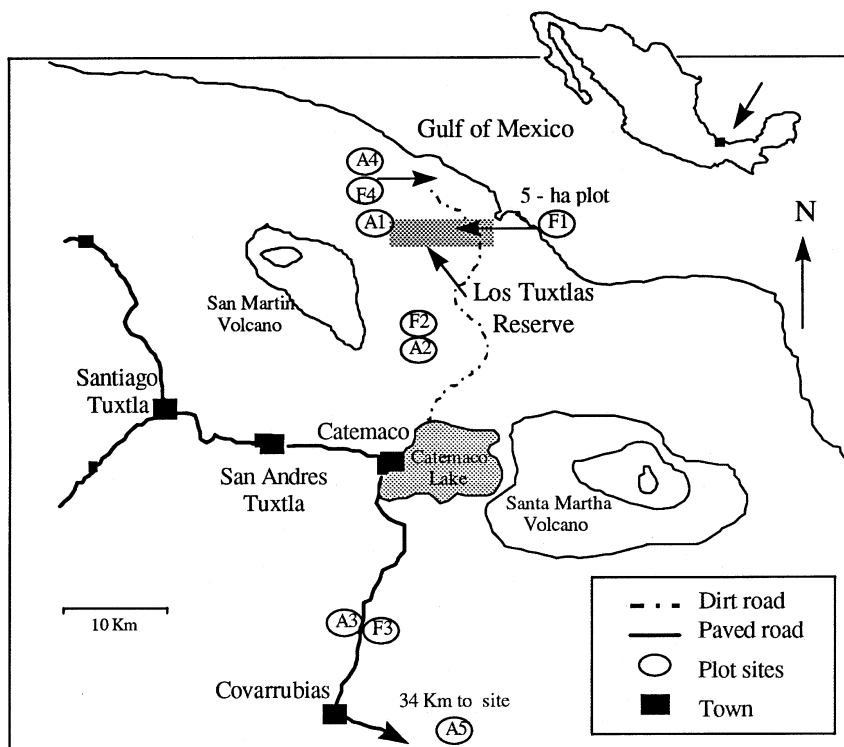 Gulf of Mexico
A4
F4
5 - ha plot
A1
F1
N
San Martin
Volcano
Los Tuxtlas
Reserve
F2
A2
Santiago
Tuxtla
Catemaco
San Andres
Tuxtla
Catemaco
Lake
Santa Martha
Volcano
10 Km
A3
F3
Covarrubias
34 Km to site
A5
Dirt road
Paved road
Plot sites
Town